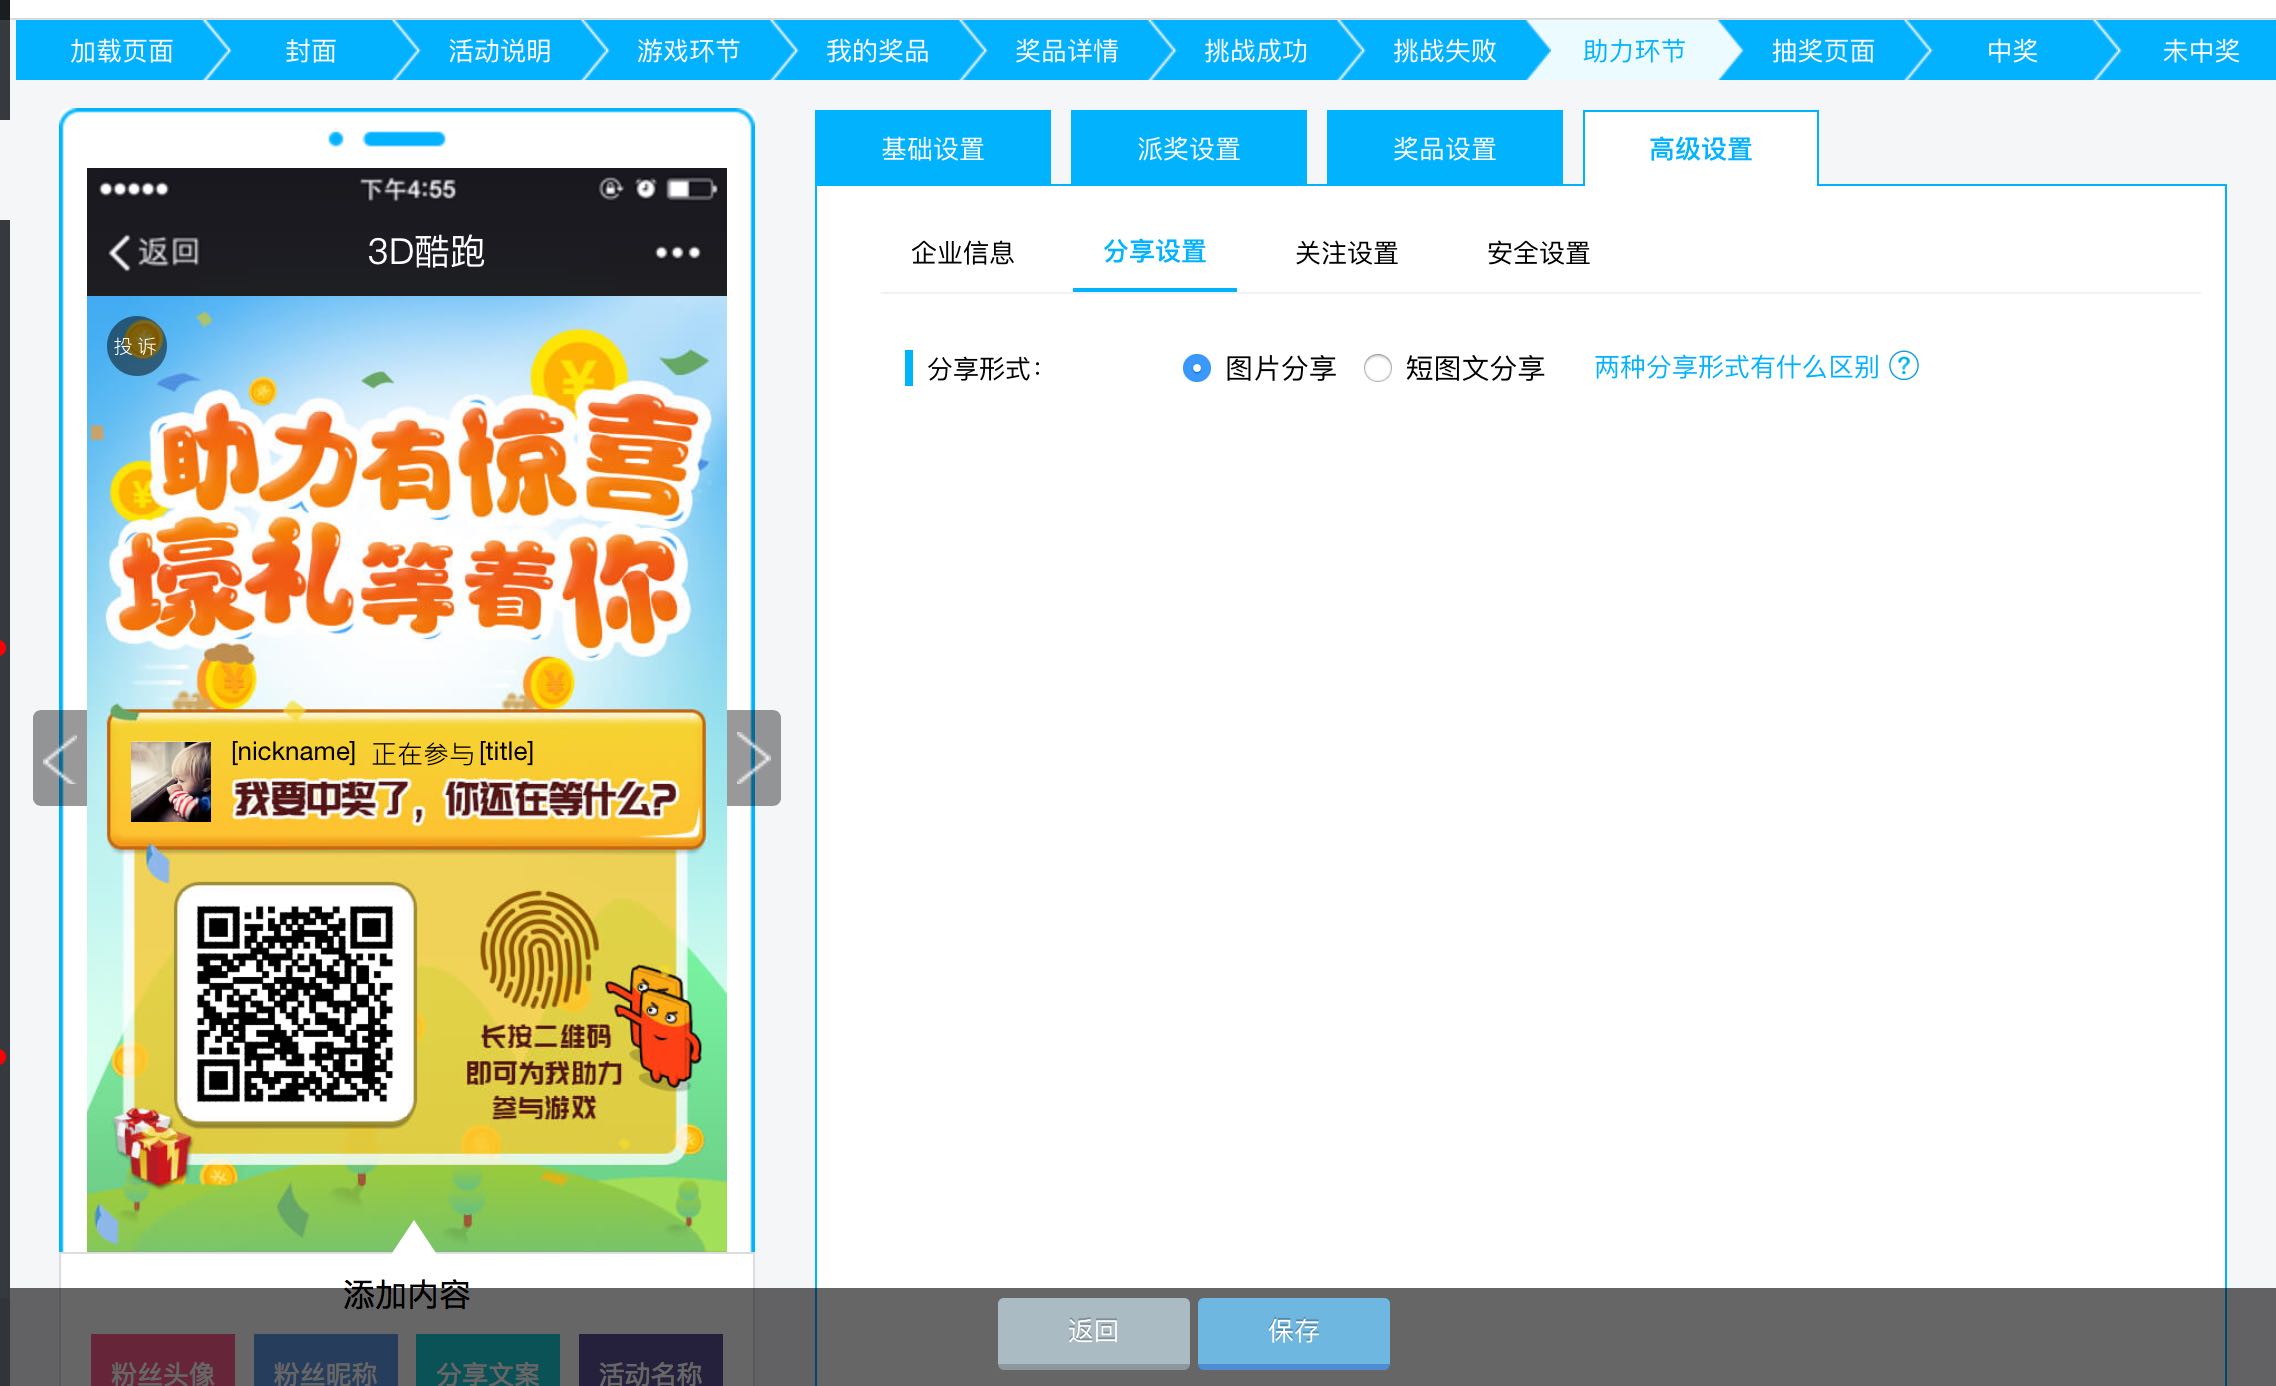 加载页面
封面
活动说明
游戏环节
我的奖品
奖品详情
挑战成功
挑战失败
助力环节
抽奖页面
中奖
未中奖
下午4:55
返回
3D酷跑
投诉
助力有惊喜
壕礼等着你
[nickname] 正在参与[title]
我要中奖了，你还在等什么?
长按二维码
即可为我助力
参与游戏
添加内容
粉丝头像
粉丝昵称
分享文案
活动名称
基础设置
派奖设置
奖品设置
高级设置
企业信息
分享设置
关注设置
安全设置
分享形式：
图片分享
短图文分享
两种分享形式有什么区别 ?
返回
保存